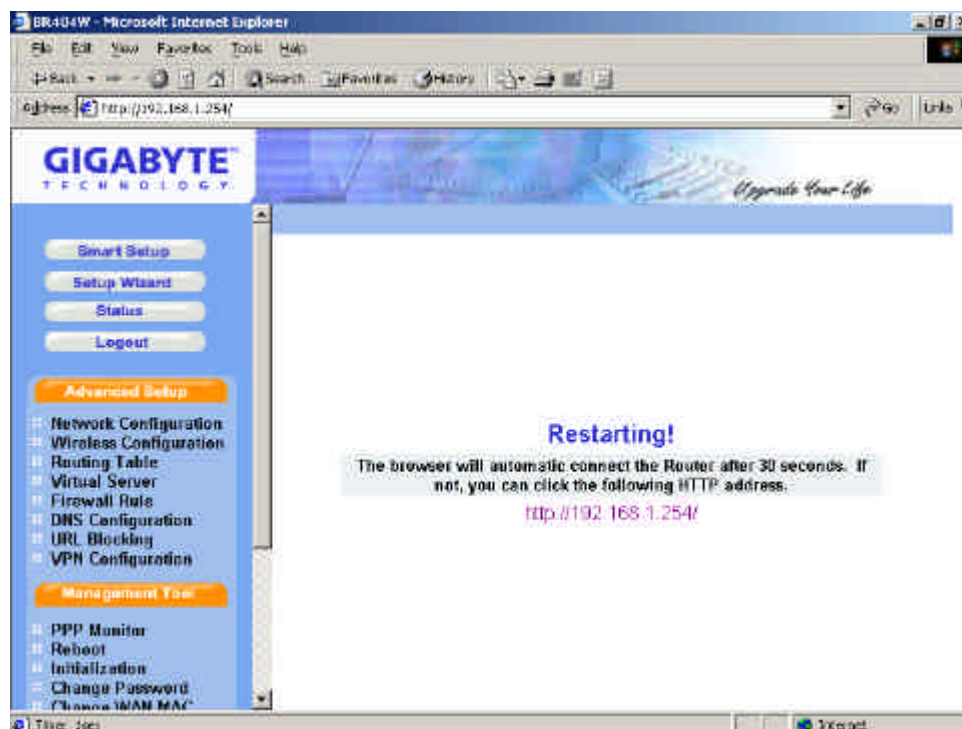 BR404W - Microsoft Internet Explorer
File Edit View Favorites Tools Help
Back Search Favorites History
Address http://192.168.1.254/ Go Links
GIGABYTE
TECHNOLOGY
Upgrade Your Life
Smart Setup
Setup Wizard
Status
Logout
Advanced Setup
Network Configuration
Wireless Configuration
Routing Table
Virtual Server
Firewall Rule
DNS Configuration
URL Blocking
VPN Configuration
Management Tool
PPP Monitor
Reboot
Initialization
Change Password
Change WAN MAC
Restarting!
The browser will automatic connect the Router after 30 seconds. If
not, you can click the following HTTP address.
http://192.168.1.254/
Internet